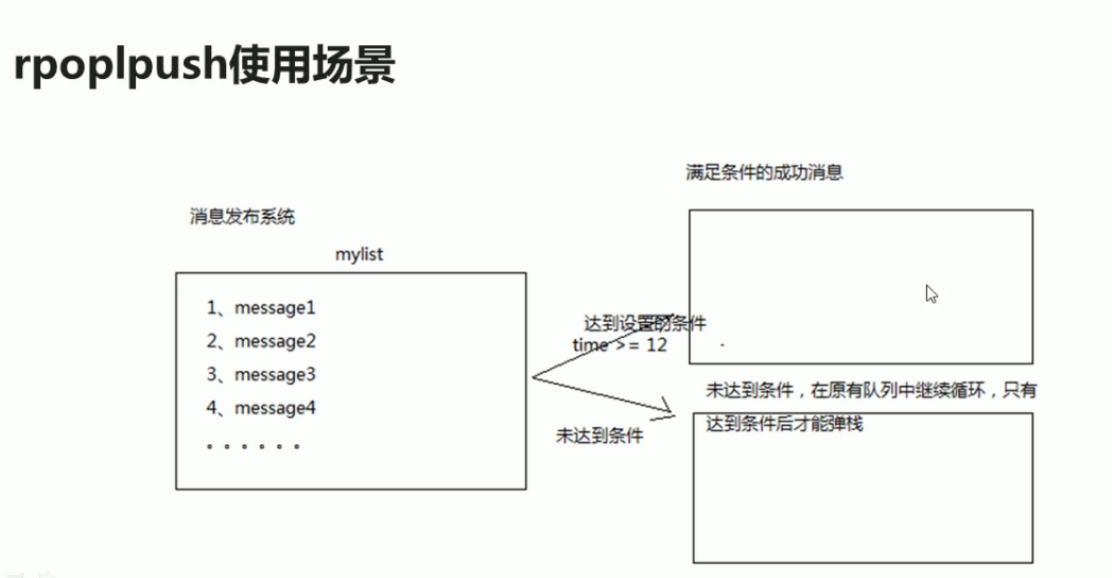 rpoplpush使用场景
满足条件的成功消息
消息发布系统
mylist
1、message1
2、message2
3、message3
4、message4
。。。。。。
达到设置的条件
time >= 12
未达到条件
未达到条件，在原有队列中继续循环，只有
达到条件后才能弹栈